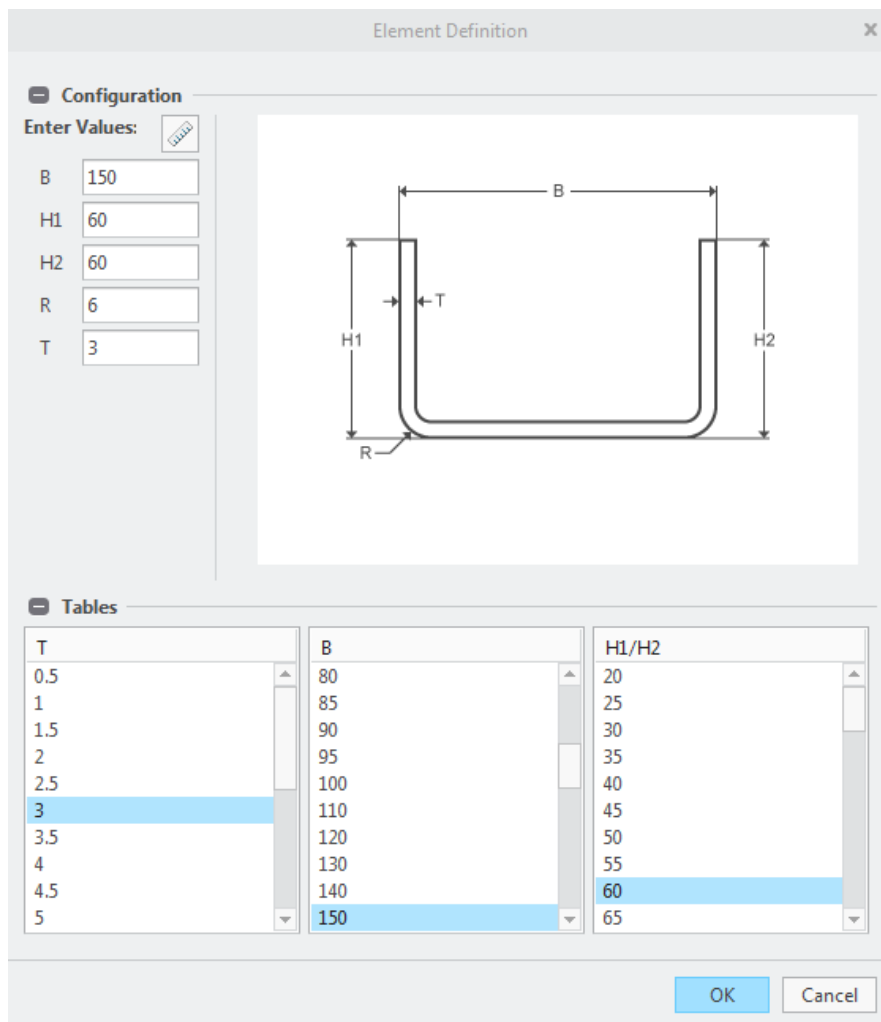 Element Definition
Configuration
Enter Values:
B 150
H1 60
H2 60
R 6
T 3
B
T
H1
H2
R
Tables
T B H1/H2
0.5 80 20
1 85 25
1.5 90 30
2 95 35
2.5 100 40
3 110 45
3.5 120 50
4 130 55
4.5 140 60
5 150 65
OK Cancel